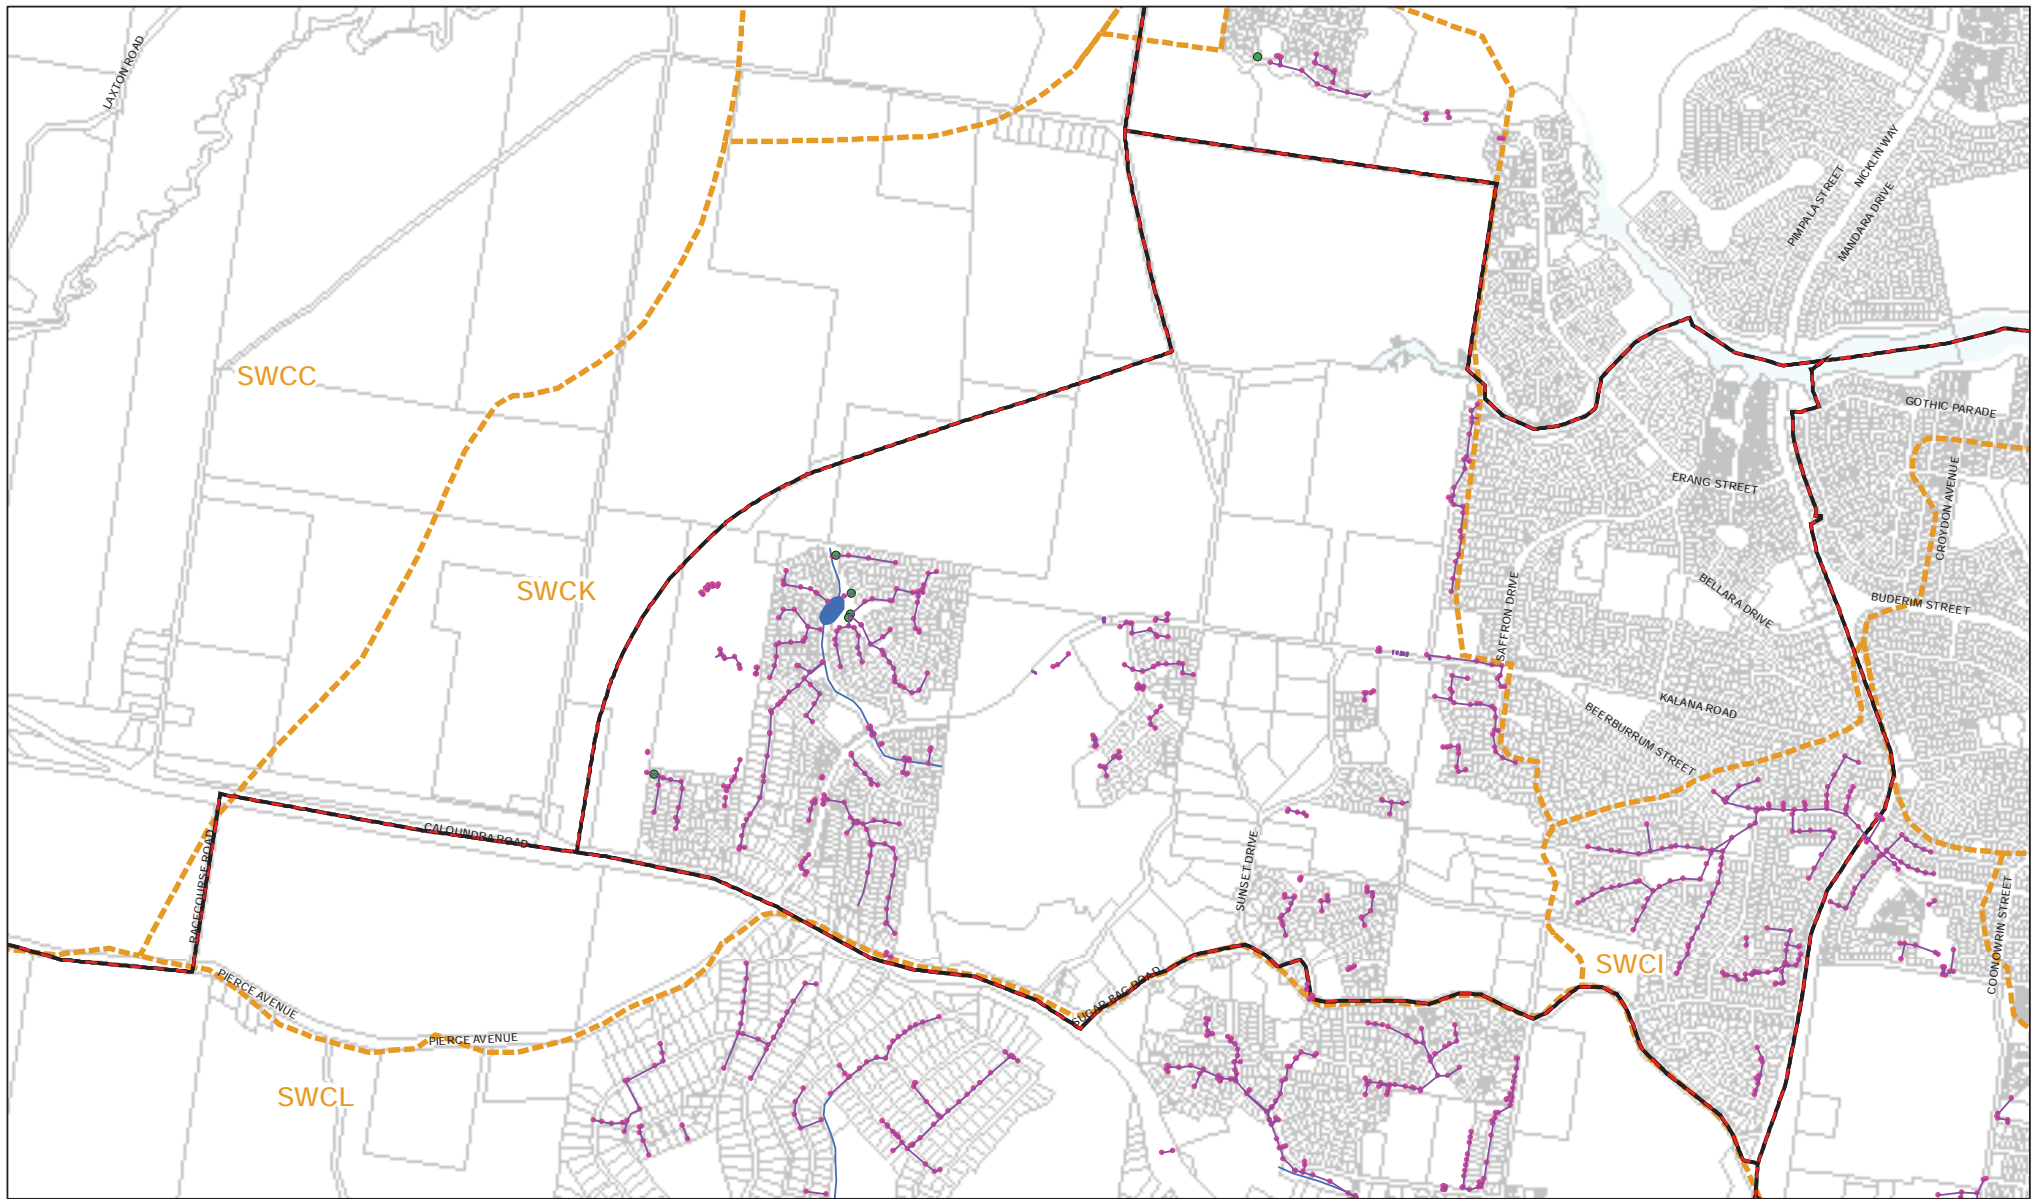 LAXTON ROAD
NICKLIN WAY
PIMPALA STREET
MANDARA DRIVE
SWCC
GOTHIC PARADE
CROYDON AVENUE
ERANG STREET
SWCK
SAFFRON DRIVE
BELLARA DRIVE
BUDERIM STREET
KALANA ROAD
BEERBURRUM STREET
CALOUNDRA ROAD
RACECOURSE ROAD
SUNSET DRIVE
COONOWRIN STREET
SWCI
PIERCE AVENUE
SUGAR BAG ROAD
PIERCE AVENUE
SWCL